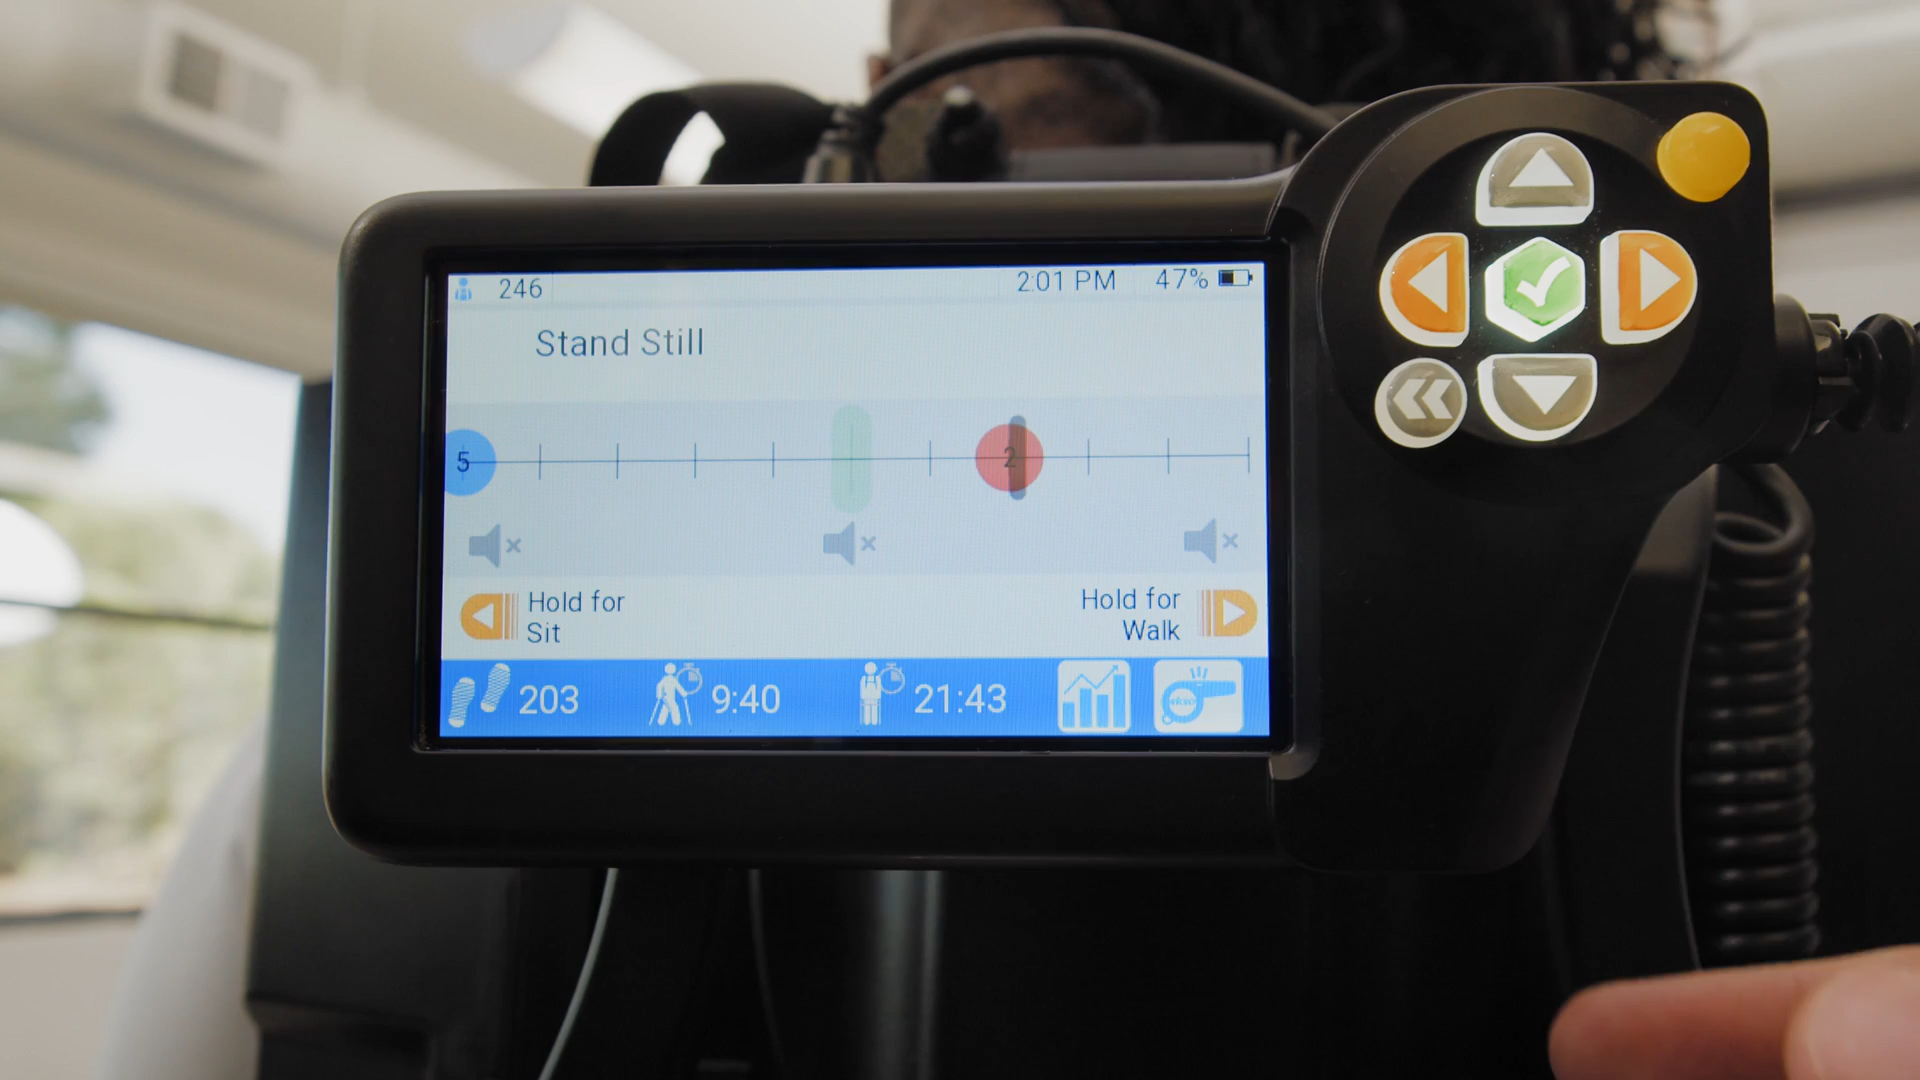 246 2:01 PM 47%
Stand Still
5 2
Hold for
Sit
Hold for
Walk
203 9:40 21:43